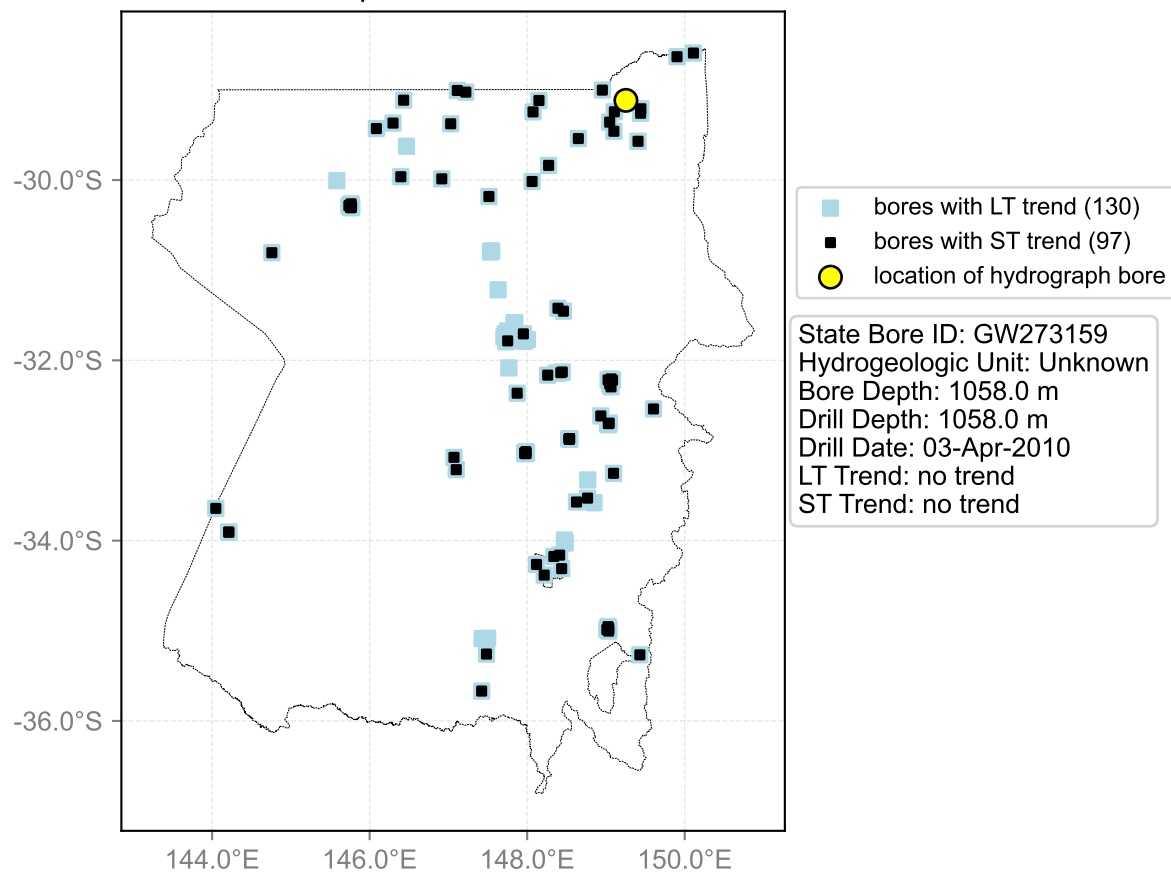 -30.0°S
-32.0°S
-34.0°S
-36.0°S
144.0°E
146.0°E
148.0°E
150.0°E
bores with LT trend (130)
bores with ST trend (97)
location of hydrograph bore
State Bore ID: GW273159
Hydrogeologic Unit: Unknown
Bore Depth: 1058.0 m
Drill Depth: 1058.0 m
Drill Date: 03-Apr-2010
LT Trend: no trend
ST Trend: no trend